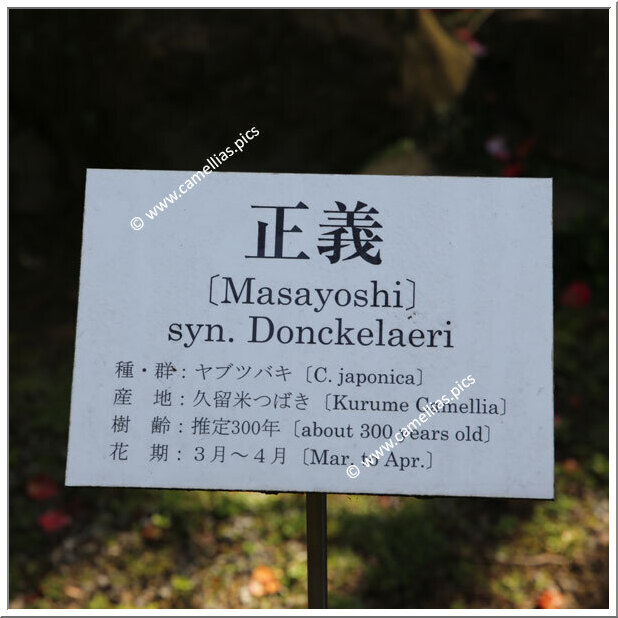 © www.camellias.pics
正義
〔Masayoshi〕
syn. Donckelaeri
種・群：ヤブツバキ〔C. japonica〕
産　地：久留米つばき〔Kurume Camellia〕
樹　齢：推定300年〔about 300 years old〕
花　期：３月～４月〔Mar. to Apr.〕
© www.camellias.pics